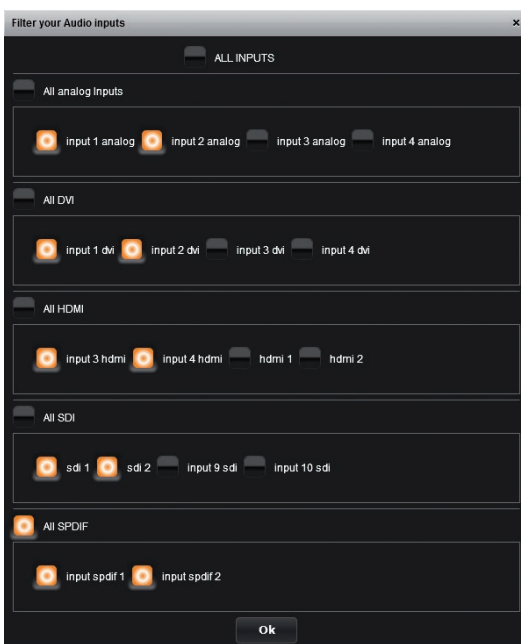 Filter your Audio inputs x
ALL INPUTS
All analog Inputs
input 1 analog input 2 analog input 3 analog input 4 analog
All DVI
input 1 dvi input 2 dvi input 3 dvi input 4 dvi
All HDMI
input 3 hdmi input 4 hdmi hdmi 1 hdmi 2
All SDI
sdi 1 sdi 2 input 9 sdi input 10 sdi
All SPDIF
input spdif 1 input spdif 2
Ok